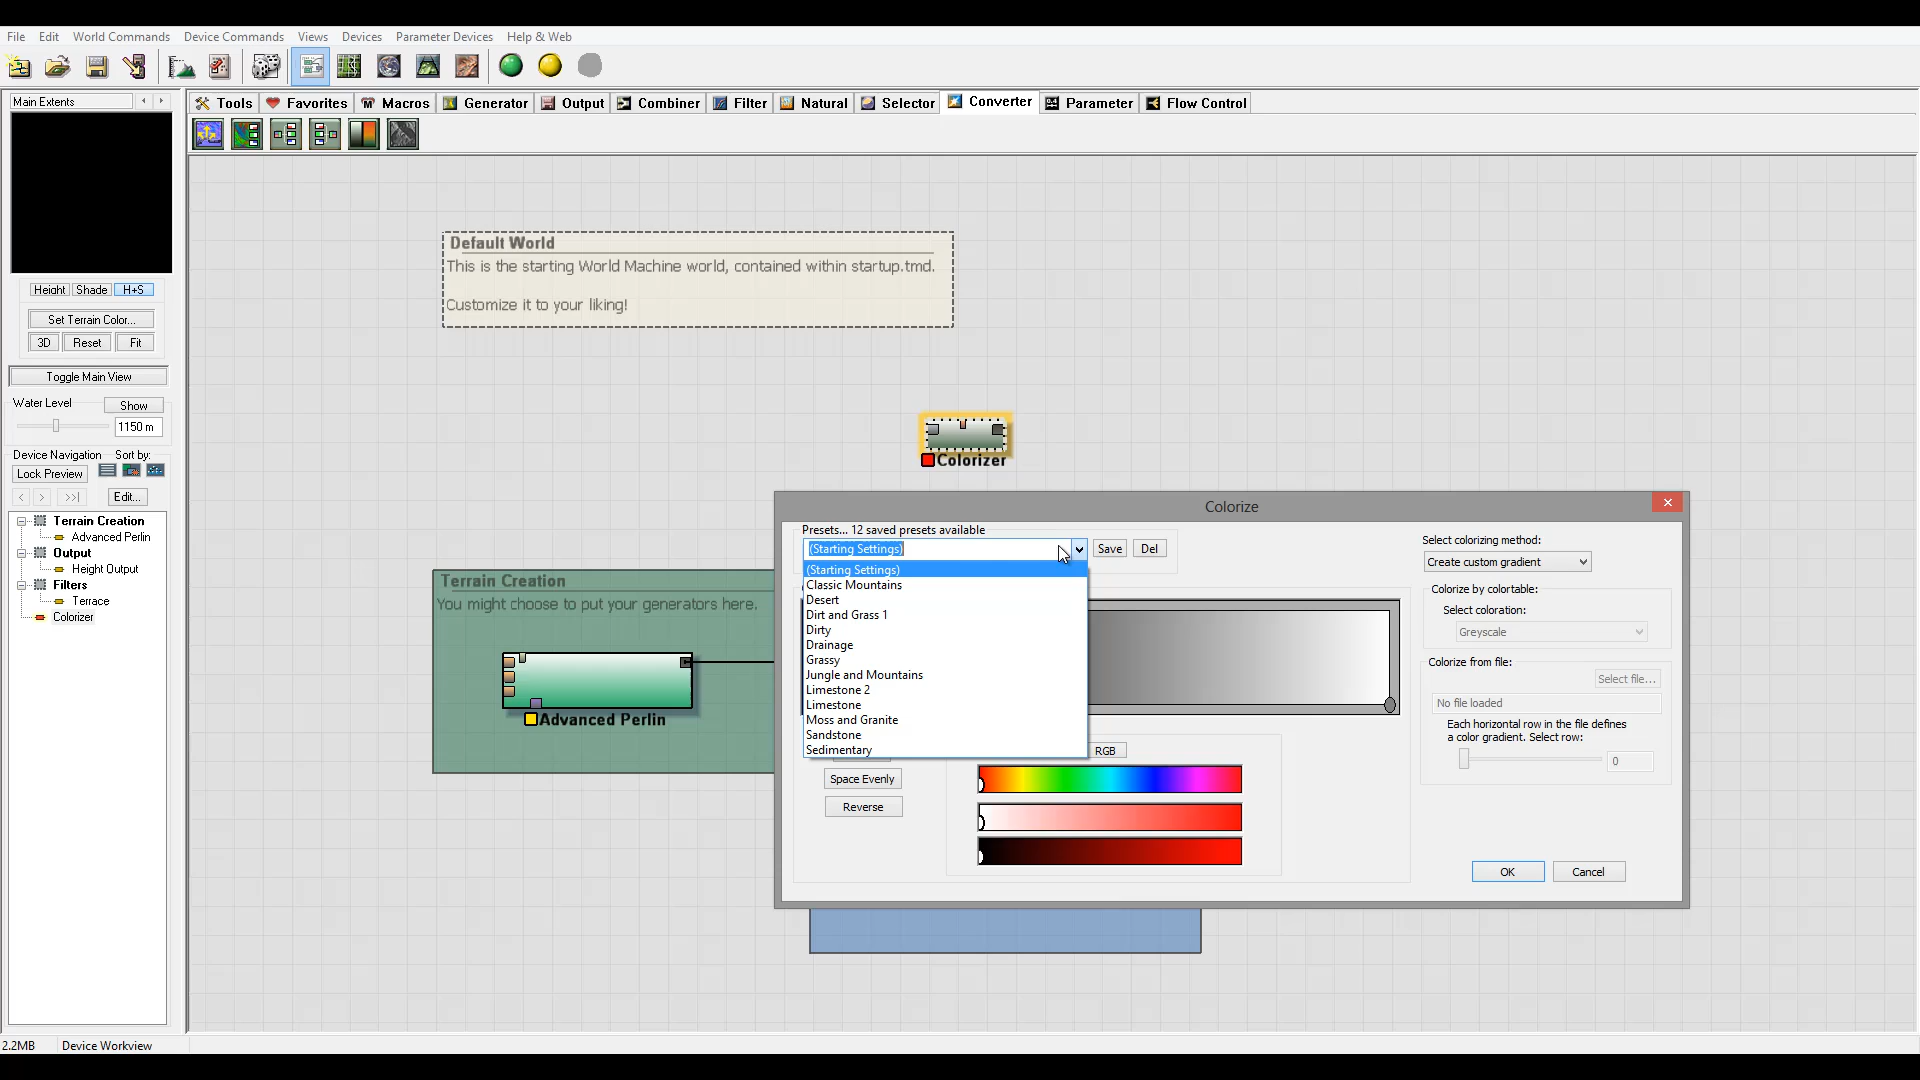 File Edit World Commands Device Commands Views Devices Parameter Devices Help & Web
Main Extents
Tools Favorites Macros Generator Output Combiner Filter Natural Selector Converter Parameter Flow Control
Height Shade H+S
Set Terrain Color...
3D Reset Fit
Toggle Main View
Water Level Show
1150 m
Device Navigation Sort by:
Lock Preview
< > >>| Edit...
Terrain Creation
Advanced Perlin
Output
Height Output
Filters
Terrace
Colorizer
Default World
This is the starting World Machine world, contained within startup.tmd.
Customize it to your liking!
Colorizer
Terrain Creation
You might choose to put your generators here.
Advanced Perlin
Colorize
Presets... 12 saved presets available
(Starting Settings) Save Del
(Starting Settings)
Classic Mountains
Desert
Dirt and Grass 1
Dirty
Drainage
Grassy
Jungle and Mountains
Limestone 2
Limestone
Moss and Granite
Sandstone
Sedimentary
RGB
Space Evenly
Reverse
Select colorizing method:
Create custom gradient
Colorize by colortable:
Select coloration:
Greyscale
Colorize from file:
Select file...
No file loaded
Each horizontal row in the file defines
a color gradient. Select row:
0
OK Cancel
2.2MB Device Workview